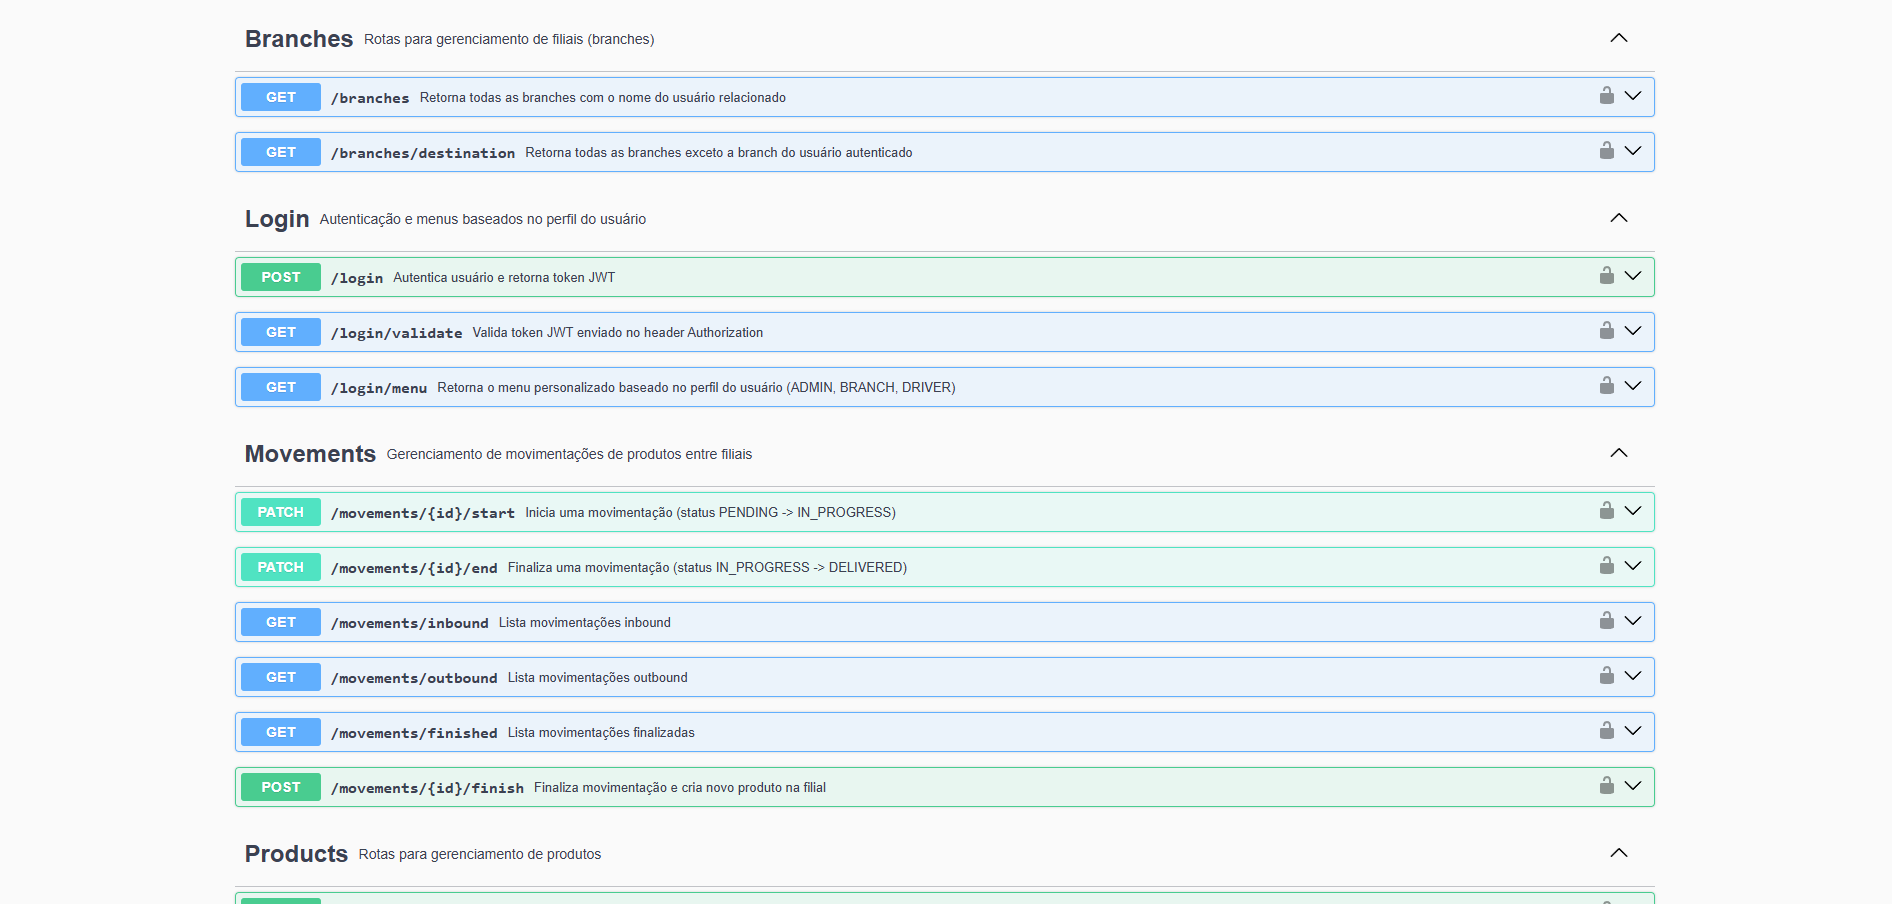 Branches Rotas para gerenciamento de filiais (branches)
GET /branches Retorna todas as branches com o nome do usuário relacionado
GET /branches/destination Retorna todas as branches exceto a branch do usuário autenticado
Login Autenticação e menus baseados no perfil do usuário
POST /login Autentica usuário e retorna token JWT
GET /login/validate Valida token JWT enviado no header Authorization
GET /login/menu Retorna o menu personalizado baseado no perfil do usuário (ADMIN, BRANCH, DRIVER)
Movements Gerenciamento de movimentações de produtos entre filiais
PATCH /movements/{id}/start Inicia uma movimentação (status PENDING -> IN_PROGRESS)
PATCH /movements/{id}/end Finaliza uma movimentação (status IN_PROGRESS -> DELIVERED)
GET /movements/inbound Lista movimentações inbound
GET /movements/outbound Lista movimentações outbound
GET /movements/finished Lista movimentações finalizadas
POST /movements/{id}/finish Finaliza movimentação e cria novo produto na filial
Products Rotas para gerenciamento de produtos